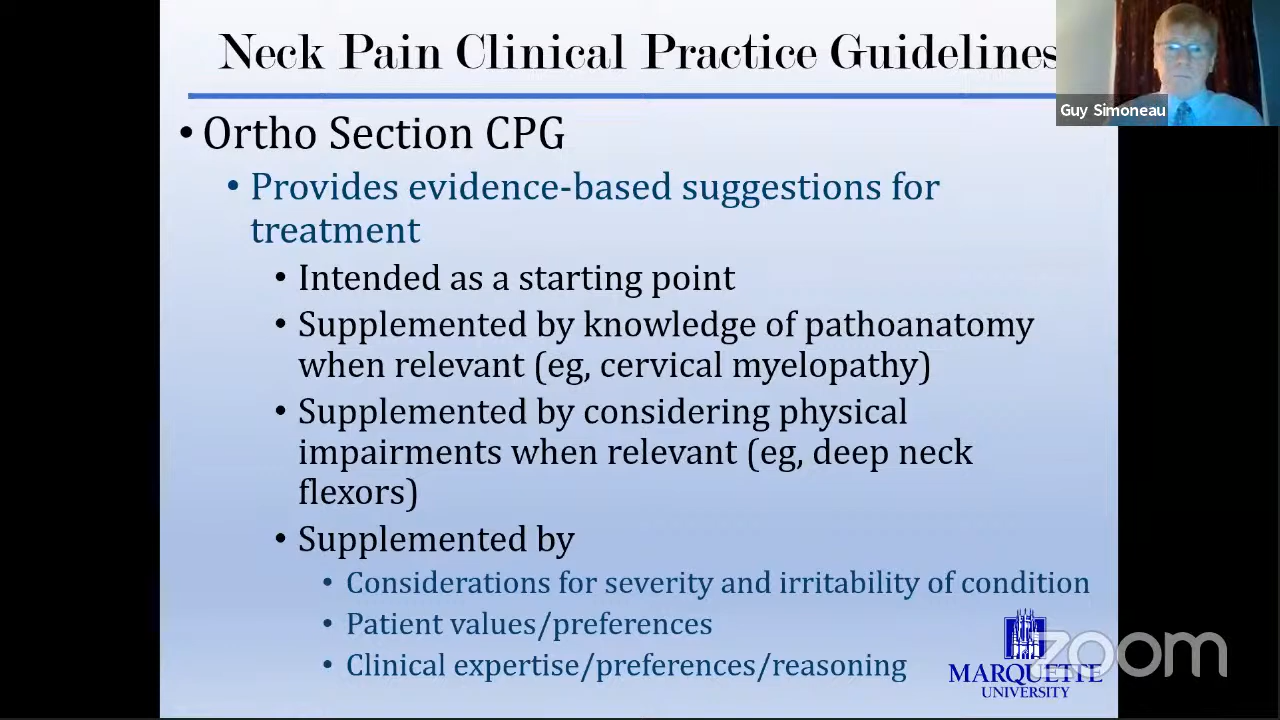 Neck Pain Clinical Practice Guidelines
Guy Simoneau
• Ortho Section CPG
• Provides evidence-based suggestions for
treatment
• Intended as a starting point
• Supplemented by knowledge of pathoanatomy
when relevant (eg, cervical myelopathy)
• Supplemented by considering physical
impairments when relevant (eg, deep neck
flexors)
• Supplemented by
• Considerations for severity and irritability of condition
• Patient values/preferences
• Clinical expertise/preferences/reasoning
MARQUETTE
UNIVERSITY
zoom